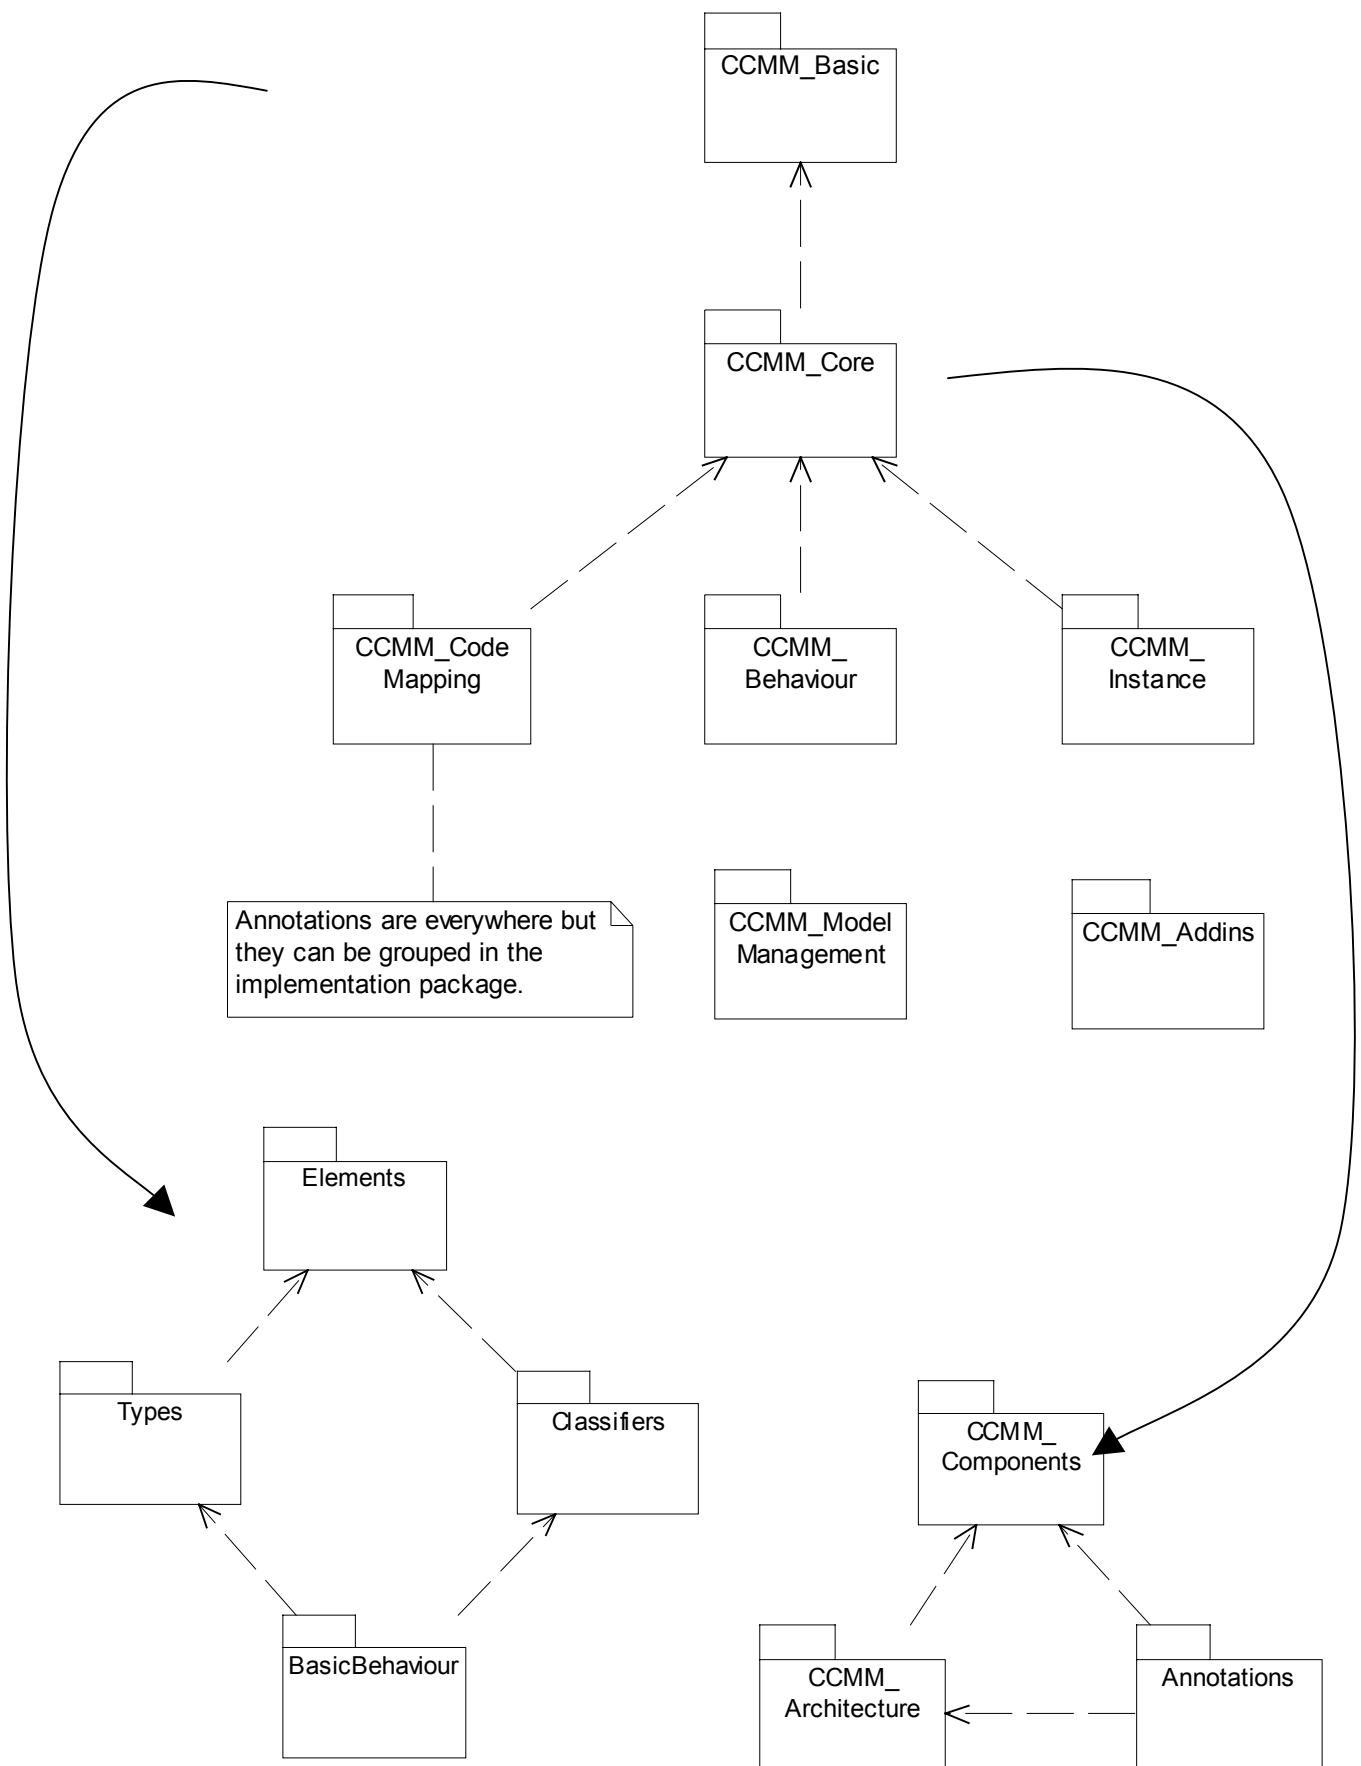 CCMM_Basic
CCMM_Core
CCMM_Code
Mapping
CCMM_
Behaviour
CCMM_
Instance
Annotations are everywhere but
they can be grouped in the
implementation package.
CCMM_Model
Management
CCMM_Addins
Elements
Types
Classifiers
CCMM_
Components
BasicBehaviour
CCMM_
Architecture
Annotations